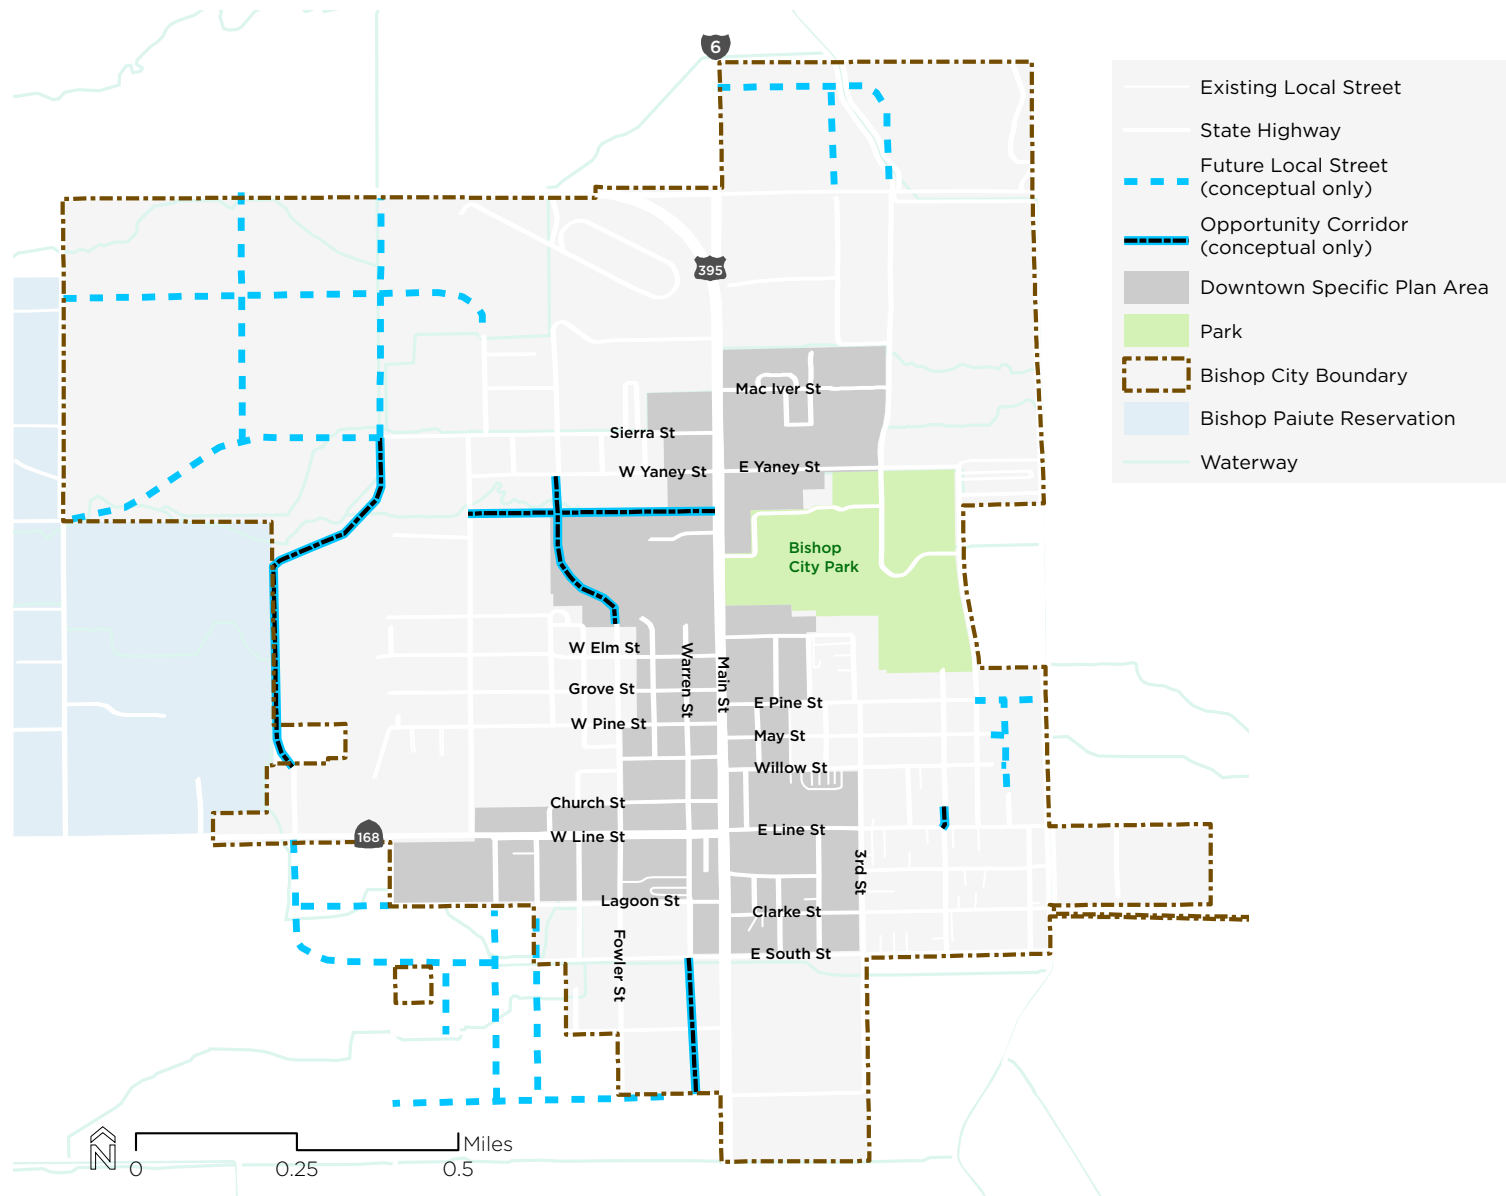 6
Existing Local Street
State Highway
Future Local Street
(conceptual only)
Opportunity Corridor
(conceptual only)
Downtown Specific Plan Area
Park
Bishop City Boundary
Bishop Paiute Reservation
Waterway
395
Mac Iver St
Sierra St
W Yaney St
E Yaney St
Bishop
City Park
W Elm St
Warren St
Main St
Grove St
E Pine St
W Pine St
May St
Willow St
Church St
168
W Line St
E Line St
3rd St
Lagoon St
Clarke St
Fowler St
E South St
N
Miles
0
0.25
0.5